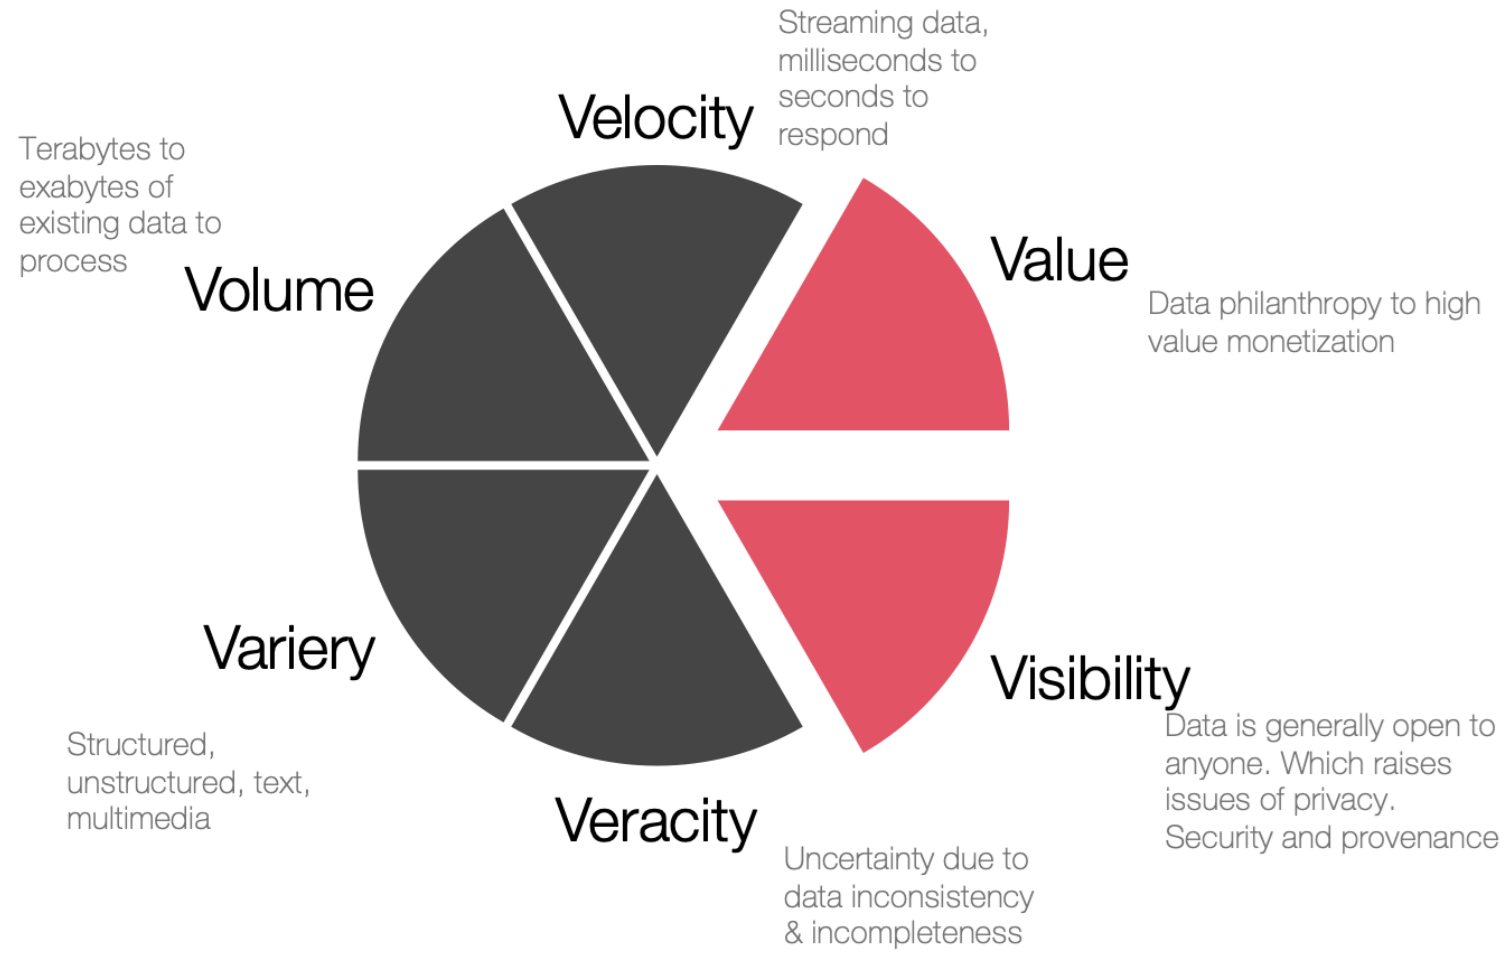 Streaming data,
milliseconds to
seconds to
respond
Velocity
Terabytes to
exabytes of
existing data to
process
Volume
Value
Data philanthropy to high
value monetization
Variery
Structured,
unstructured, text,
multimedia
Visibility
Data is generally open to
anyone. Which raises
issues of privacy.
Security and provenance
Veracity
Uncertainty due to
data inconsistency
& incompleteness